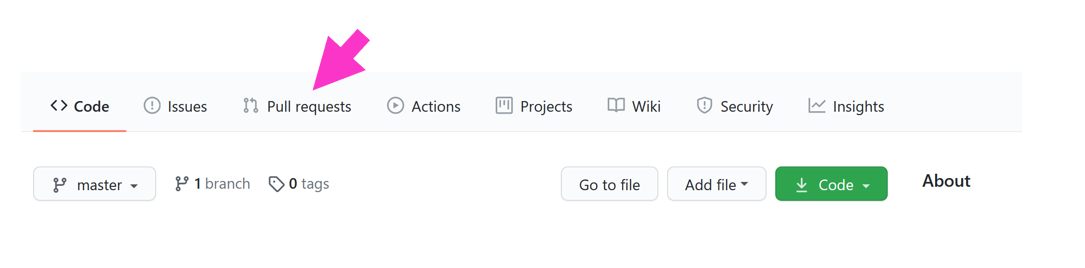 Code Issues Pull requests Actions Projects Wiki Security Insights
master 1 branch 0 tags Go to file Add file Code About